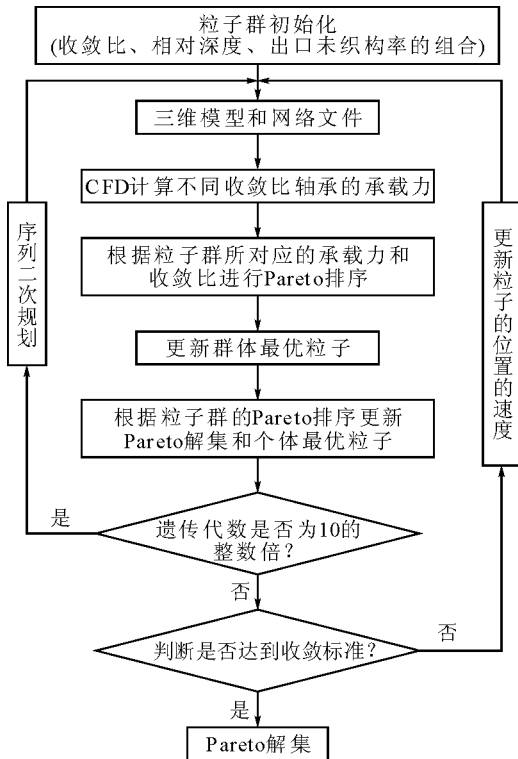 粒子群初始化
(收敛比、相对深度、出口未织构率的组合)
三维模型和网络文件
CFD计算不同收敛比轴承的承载力
根据粒子群所对应的承载力和
收敛比进行Pareto排序
更新群体最优粒子
根据粒子群的Pareto排序更新
Pareto解集和个体最优粒子
序列二次规划
更新粒子的位置的速度
是
遗传代数是否为10的
整数倍？
否
判断是否达到收敛标准？
否
是
Pareto解集